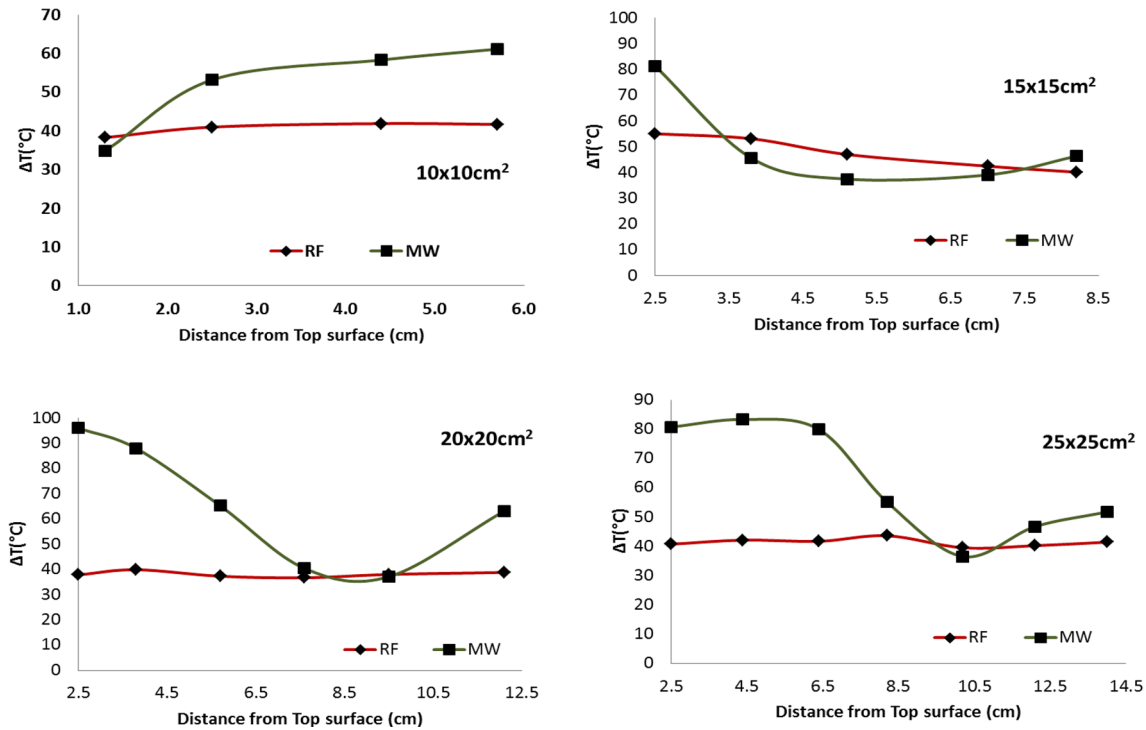 70
60
50
40
30
20
10
0
ΔT(°C)
10x10cm²
RF MW
1.0 2.0 3.0 4.0 5.0 6.0
Distance from Top surface (cm)
100
90
80
70
60
50
40
30
20
10
0
ΔT(°C)
15x15cm²
RF MW
2.5 3.5 4.5 5.5 6.5 7.5 8.5
Distance from Top surface (cm)
100
90
80
70
60
50
40
30
20
10
0
ΔT(°C)
20x20cm²
RF MW
2.5 4.5 6.5 8.5 10.5 12.5
Distance from Top surface (cm)
90
80
70
60
50
40
30
20
10
0
ΔT(°C)
25x25cm²
RF MW
2.5 4.5 6.5 8.5 10.5 12.5 14.5
Distance from Top surface (cm)